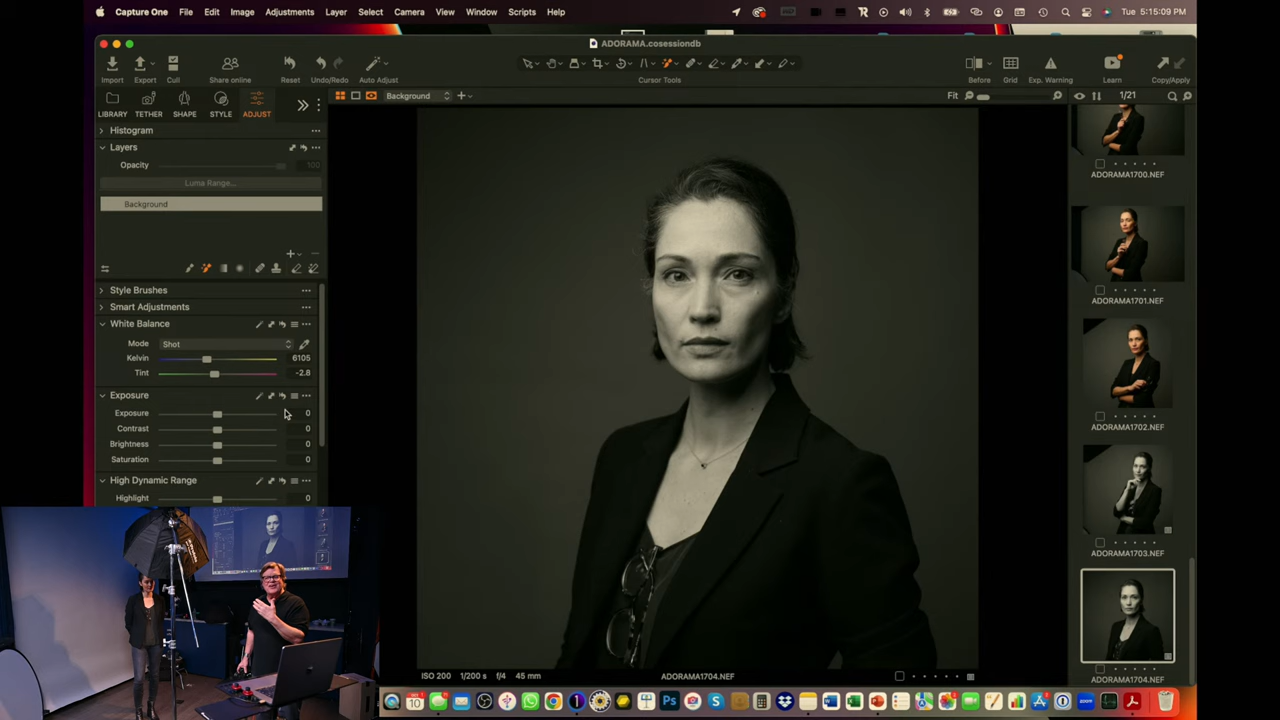 Capture One File Edit Image Adjustments Layer Select Camera View Window Scripts Help Tue 5:15:09 PM
ADORAMA.cosessiondb
Import Export Cull Share online Reset Undo/Redo Auto Adjust Cursor Tools Before Grid Exp. Warning Learn Copy/Apply
LIBRARY TETHER SHAPE STYLE ADJUST
Background
Fit
1/21
Histogram
Layers
Opacity 100
Luma Range...
Background
Style Brushes
Smart Adjustments
White Balance
Mode Shot
Kelvin 6105
Tint -2.8
Exposure
Exposure 0
Contrast 0
Brightness 0
Saturation 0
High Dynamic Range
Highlight 0
ISO 200 1/200 s f/4 45 mm
ADORAMA1704.NEF
ADORAMA1700.NEF
ADORAMA1701.NEF
ADORAMA1702.NEF
ADORAMA1703.NEF
ADORAMA1704.NEF